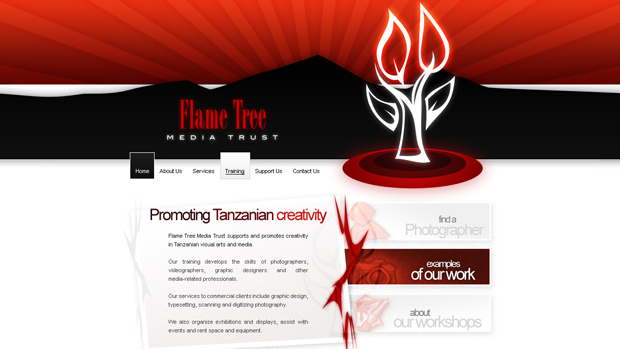 Flame Tree
MEDIA TRUST
Home About Us Services Training Support Us Contact Us
Promoting Tanzanian creativity
Flame Tree Media Trust supports and promotes creativity
in Tanzanian visual arts and media.
Our training develops the skills of photographers,
videographers, graphic designers and other
media-related professionals.
Our services to commercial clients include graphic design,
typesetting, scanning and digitizing photography.
We also organise exhibitions and displays, assist with
events and rent space and equipment.
find a
Photographer
examples
of our work
about
our workshops